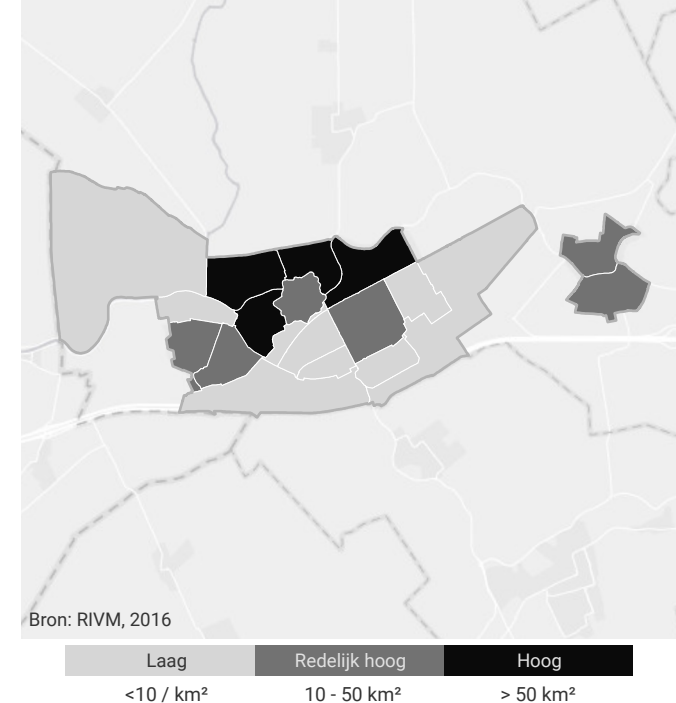 Bron: RIVM, 2016
Laag Redelijk hoog Hoog
<10 / km² 10 - 50 km² > 50 km²